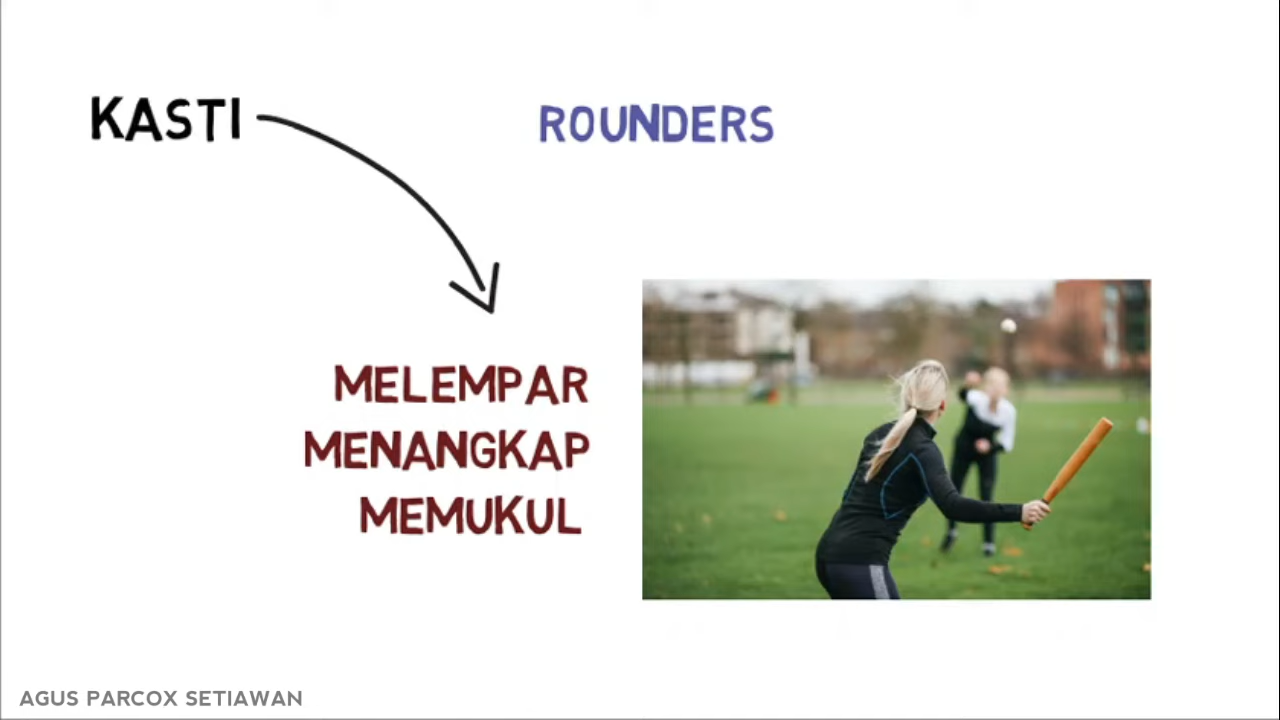 KASTI
ROUNDERS
MELEMPAR
MENANGKAP
MEMUKUL
AGUS PARCOX SETIAWAN